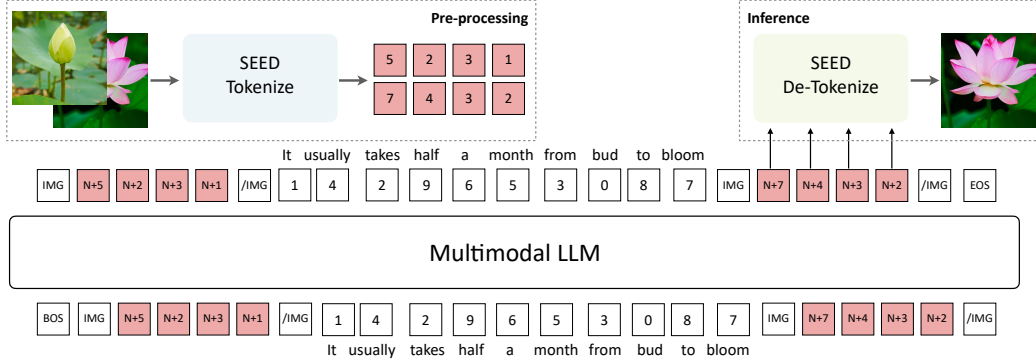 Pre-processing
Inference
SEED
Tokenize
5 2 3 1
7 4 3 2
SEED
De-Tokenize
It usually takes half a month from bud to bloom
IMG N+5 N+2 N+3 N+1 /IMG 1 4 2 9 6 5 3 0 8 7 IMG N+7 N+4 N+3 N+2 /IMG EOS
Multimodal LLM
BOS IMG N+5 N+2 N+3 N+1 /IMG 1 4 2 9 6 5 3 0 8 7 IMG N+7 N+4 N+3 N+2 /IMG
It usually takes half a month from bud to bloom